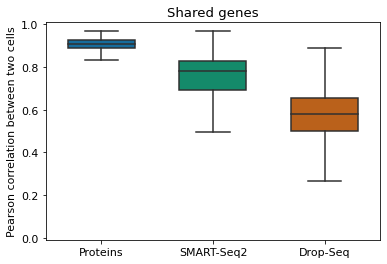 Shared genes
Pearson correlation between two cells
1.0
0.8
0.6
0.4
0.2
0.0
Proteins SMART-Seq2 Drop-Seq